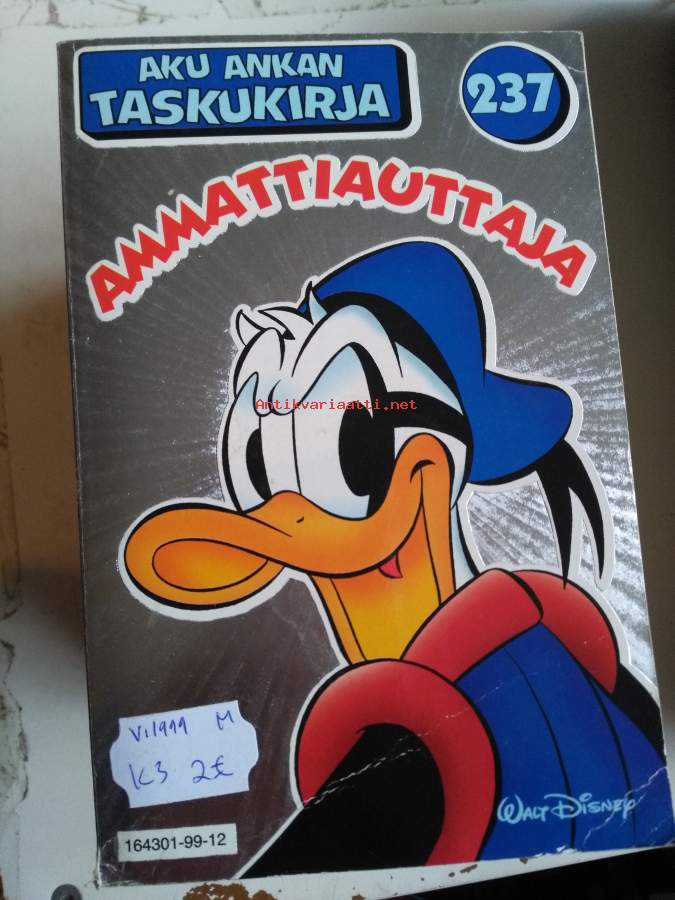 AKU ANKAN
TASKUKIRJA
237
AMMATTIAUTTAJA
Antikvariaatti.net
V.1999 M
K3 2€
WALT DISNEY
164301-99-12